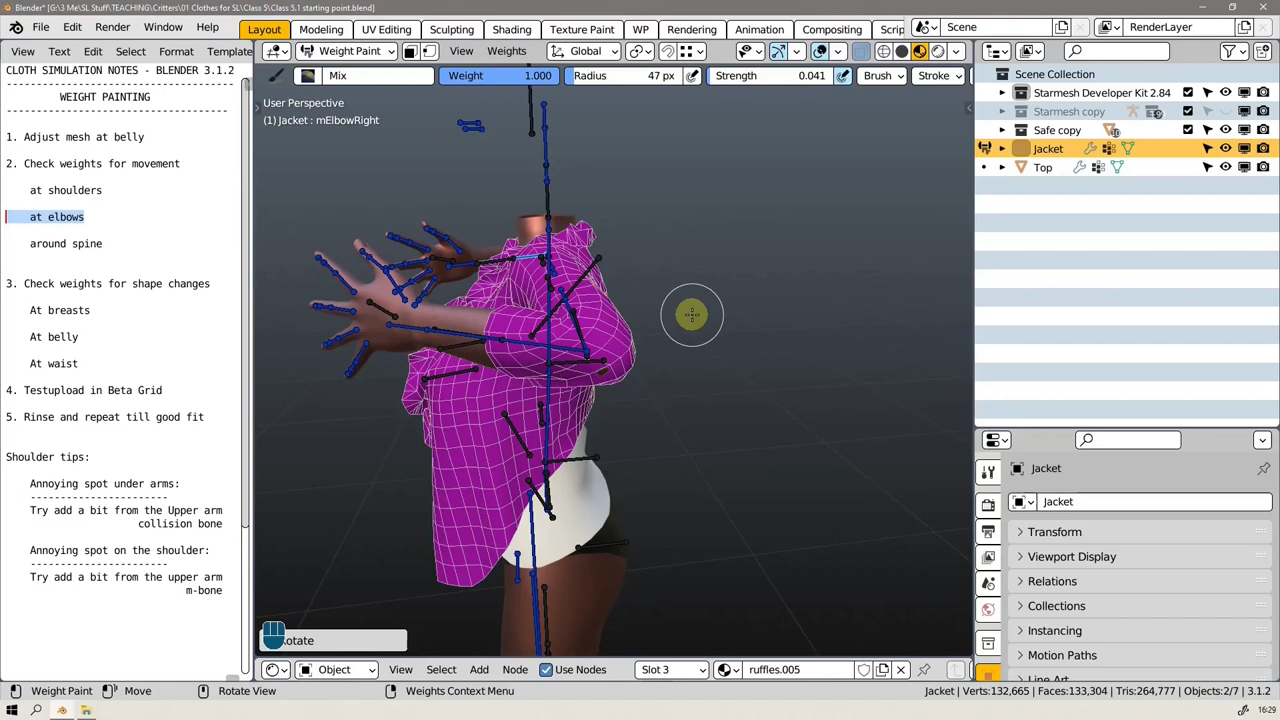 Blender* [G:\3 Me\SL Stuff\TEACHING\Critters\01 Clothes for SL\Class 5\Class 5.1 starting point.blend]
File Edit Render Window Help Layout Modeling UV Editing Sculpting Shading Texture Paint WP Rendering Animation Compositing Scrip Scene RenderLayer
View Text Edit Select Format Template Weight Paint View Weights Global
Mix Weight 1.000 Radius 47 px Strength 0.041 Brush Stroke
CLOTH SIMULATION NOTES - BLENDER 3.1.2
WEIGHT PAINTING
1. Adjust mesh at belly
2. Check weights for movement
at shoulders
at elbows
around spine
3. Check weights for shape changes
At breasts
At belly
At waist
4. Testupload in Beta Grid
5. Rinse and repeat till good fit
Shoulder tips:
Annoying spot under arms:
Try add a bit from the Upper arm
collision bone
Annoying spot on the shoulder:
Try add a bit from the upper arm
m-bone
User Perspective
(1) Jacket : mElbowRight
otate
Scene Collection
Starmesh Developer Kit 2.84
Starmesh copy
Safe copy
Jacket
Top
Jacket
Jacket
Transform
Viewport Display
Relations
Collections
Instancing
Motion Paths
Line Art
Object View Select Add Node Use Nodes Slot 3 ruffles.005
Weight Paint Move Rotate View Weights Context Menu Jacket | Verts:132,665 | Faces:133,304 | Tris:264,777 | Objects:2/7 | 3.1.2
16:29